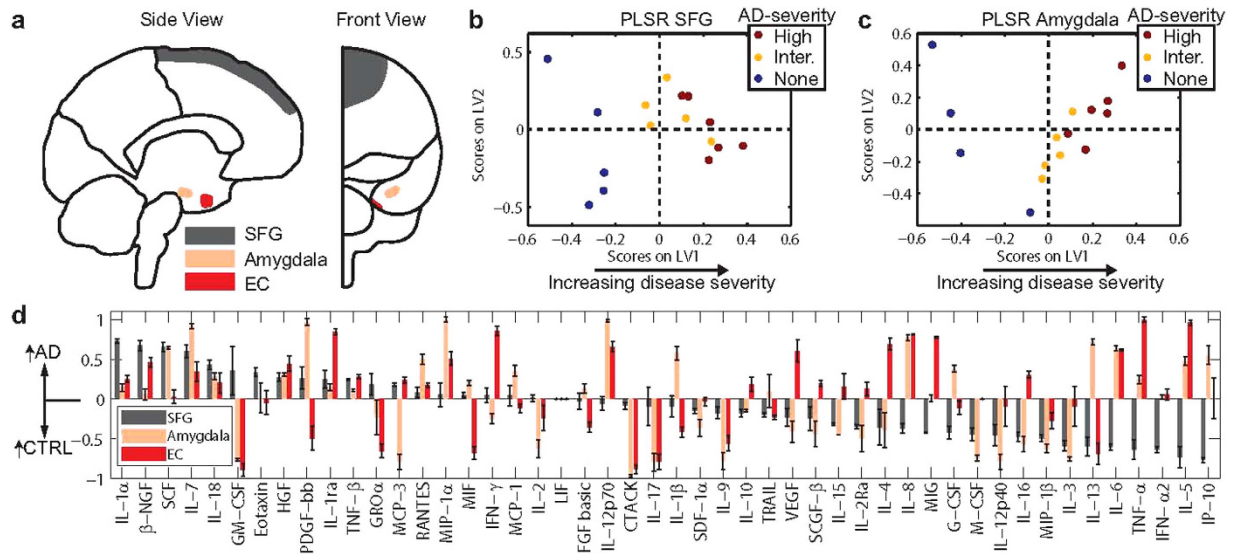 a
Side View
Front View
SFG
Amygdala
EC
b
PLSR SFG
AD-severity
High
Inter.
None
Scores on LV2
0.5
0
−0.5
−0.6
−0.4
−0.2
0
0.2
0.4
0.6
Scores on LV1
Increasing disease severity
c
PLSR Amygdala
AD-severity
High
Inter.
None
Scores on LV2
0.6
0.4
0.2
0
−0.2
−0.4
−0.6
−0.4
−0.2
0
0.2
0.4
0.6
Scores on LV1
Increasing disease severity
d
↑AD
↑CTRL
1
0.5
0
−0.5
−1
SFG
Amygdala
EC
IL−1α
β−NGF
SCF
IL−7
IL−18
GM−CSF
Eotaxin
HGF
PDGF−bb
IL−1ra
TNF−β
GROα
MCP−3
RANTES
MIP−1α
MIF
IFN−γ
MCP−1
IL−2
LIF
FGF basic
IL−12p70
CTACK
IL−17
IL−1β
SDF−1α
IL−9
IL−10
TRAIL
VEGF
SCGF−β
IL−15
IL−2Ra
IL−4
IL−8
MIG
G−CSF
M−CSF
IL−12p40
IL−16
MIP−1β
IL−3
IL−13
IL−6
TNF−α
IFN−α2
IL−5
IP−10